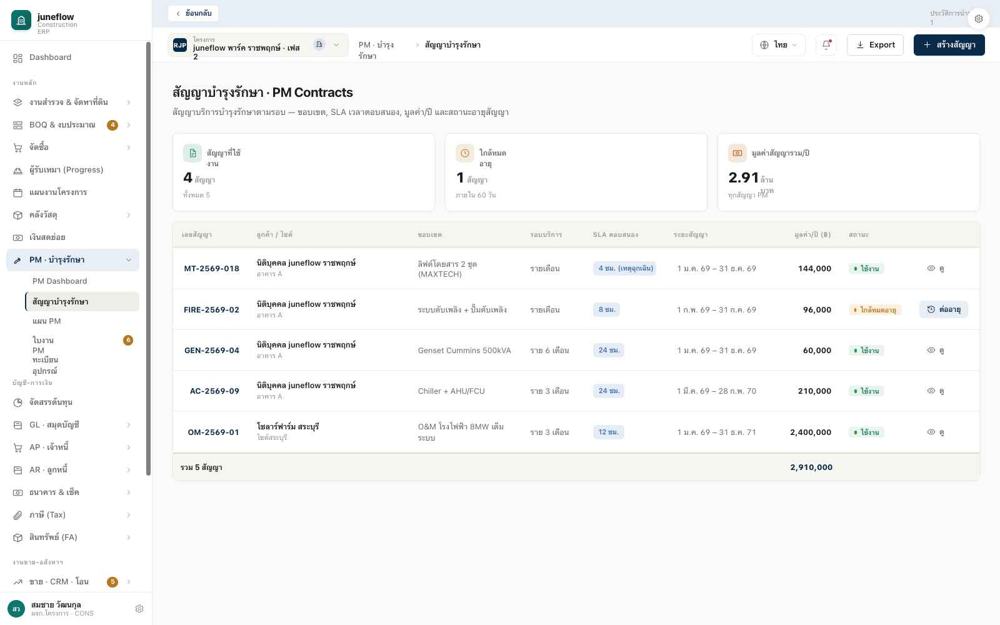 juneflow
Construction
ERP
Dashboard
งานหลัก
งานสำรวจ & จัดหาที่ดิน
BOQ & งบประมาณ 4
จัดซื้อ
ผู้รับเหมา (Progress)
แผนงานโครงการ
คลังวัสดุ
เงินสดย่อย
PM · บำรุงรักษา
PM Dashboard
สัญญาบำรุงรักษา
แผน PM
ใบงาน
PM
6
ทะเบียน
อุปกรณ์
บัญชี-การเงิน
จัดสรรต้นทุน
GL · สมุดบัญชี
AP · เจ้าหนี้
AR · ลูกหนี้
ธนาคาร & เช็ค
ภาษี (Tax)
สินทรัพย์ (FA)
งานขาย-อสังหาฯ
ขาย · CRM · โอน 5
สว
สมชาย วัฒนกุล
ผจก.โครงการ · CONS
ย้อนกลับ
1
RJP
โครงการ
juneflow พาร์ค ราชพฤกษ์ · เฟส
2
PM · บำรุง
รักษา
สัญญาบำรุงรักษา
ไทย
Export
สร้างสัญญา
สัญญาบำรุงรักษา · PM Contracts
สัญญาบริการบำรุงรักษาตามรอบ — ขอบเขต, SLA เวลาตอบสนอง, มูลค่า/ปี และสถานะอายุสัญญา
สัญญาที่ใช้
งาน
4 สัญญา
ทั้งหมด 5
ใกล้หมด
อายุ
1 สัญญา
ภายใน 60 วัน
มูลค่าสัญญารวม/ปี
2.91 ล้าน
บาท
ทุกสัญญา PM
เลขสัญญา ลูกค้า / ไซต์ ขอบเขต รอบบริการ SLA ตอบสนอง ระยะสัญญา มูลค่า/ปี (฿) สถานะ
MT-2569-018 นิติบุคคล juneflow ราชพฤกษ์
อาคาร A
ลิฟต์โดยสาร 2 ชุด
(MAXTECH)
รายเดือน 4 ชม. (เหตุฉุกเฉิน) 1 ม.ค. 69 – 31 ธ.ค. 69 144,000 ใช้งาน ดู
FIRE-2569-02 นิติบุคคล juneflow ราชพฤกษ์
อาคาร A
ระบบดับเพลิง + ปั๊มดับเพลิง รายเดือน 8 ชม. 1 ก.พ. 69 – 31 ก.ค. 69 96,000 ใกล้หมดอายุ ต่ออายุ
GEN-2569-04 นิติบุคคล juneflow ราชพฤกษ์
อาคาร A
Genset Cummins 500kVA ราย 6 เดือน 24 ชม. 1 ม.ค. 69 – 31 ธ.ค. 69 60,000 ใช้งาน ดู
AC-2569-09 นิติบุคคล juneflow ราชพฤกษ์
อาคาร A
Chiller + AHU/FCU ราย 3 เดือน 24 ชม. 1 มี.ค. 69 – 28 ก.พ. 70 210,000 ใช้งาน ดู
OM-2569-01 โซลาร์ฟาร์ม สระบุรี
ไซต์สระบุรี
O&M โรงไฟฟ้า 8MW เต็ม
ระบบ
ราย 3 เดือน 12 ชม. 1 ม.ค. 69 – 31 ธ.ค. 71 2,400,000 ใช้งาน ดู
รวม 5 สัญญา 2,910,000